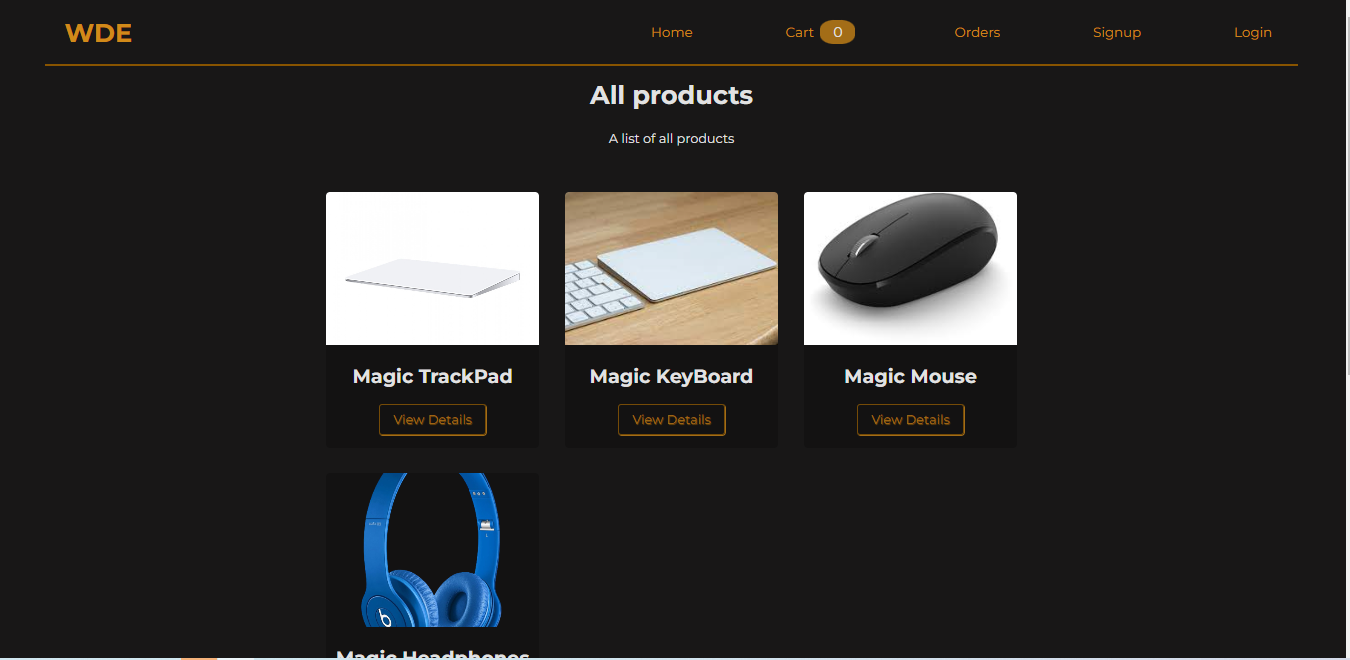 WDE
Home
Cart 0
Orders
Signup
Login
All products
A list of all products
Magic TrackPad
Magic KeyBoard
Magic Mouse
View Details
View Details
View Details
Magic Headphones